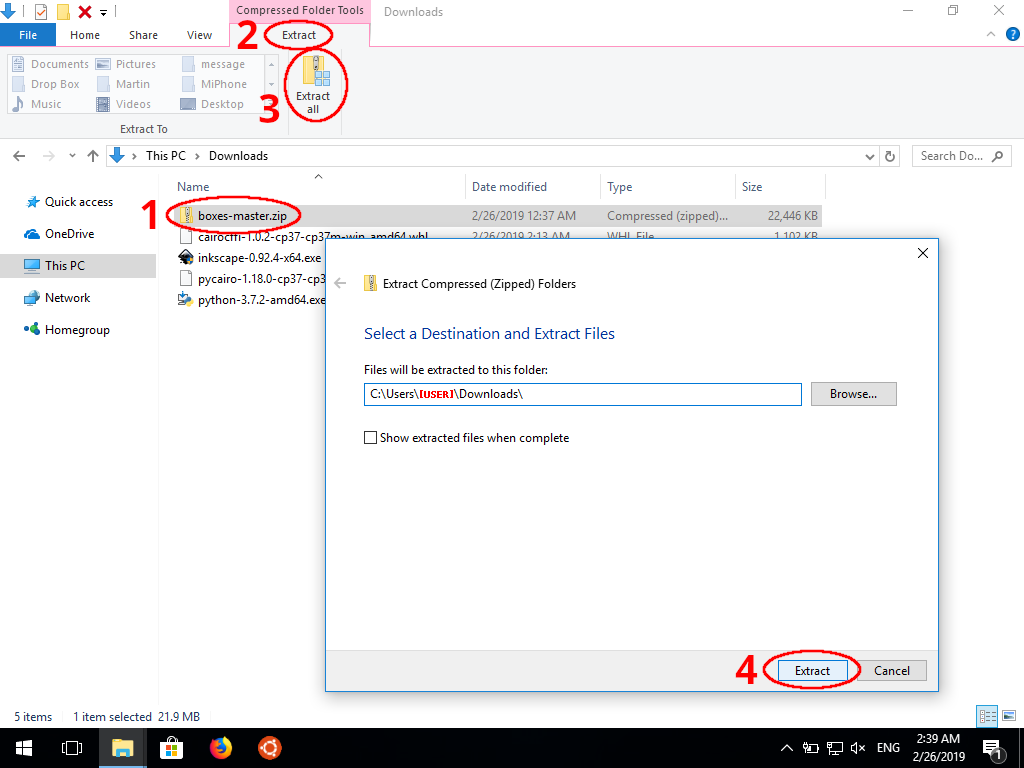 Compressed Folder Tools
Downloads
File Home Share View 2 Extract
Documents Pictures message
Drop Box Martin MiPhone
Music Videos Desktop
Extract
all
3
Extract To
This PC > Downloads
Search Do...
Name Date modified Type Size
Quick access
OneDrive
This PC
Network
Homegroup
1 boxes-master.zip 2/26/2019 12:37 AM Compressed (zipped)... 22,446 KB
cairocffi-1.0.2-cp37-cp37m-win_amd64.whl 2/26/2019 2:13 AM WHL File 1,102 KB
inkscape-0.92.4-x64.exe
pycairo-1.18.0-cp37-cp3
python-3.7.2-amd64.exe
Extract Compressed (Zipped) Folders
Select a Destination and Extract Files
Files will be extracted to this folder:
C:\Users\[USER]\Downloads\
Browse...
Show extracted files when complete
4 Extract Cancel
5 items 1 item selected 21.9 MB
ENG
2:39 AM
2/26/2019
1